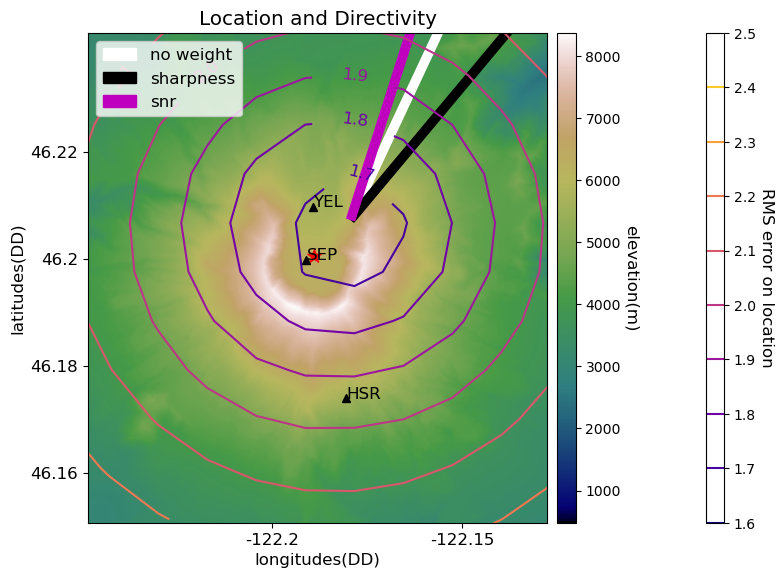 Location and Directivity
no weight
sharpness
snr
1.9
1.8
1.7
YEL
SEP
HSR
46.22
46.2
46.18
46.16
latitudes(DD)
-122.2
-122.15
longitudes(DD)
8000
7000
6000
5000
4000
3000
2000
1000
elevation(m)
2.5
2.4
2.3
2.2
2.1
2.0
1.9
1.8
1.7
1.6
RMS error on location